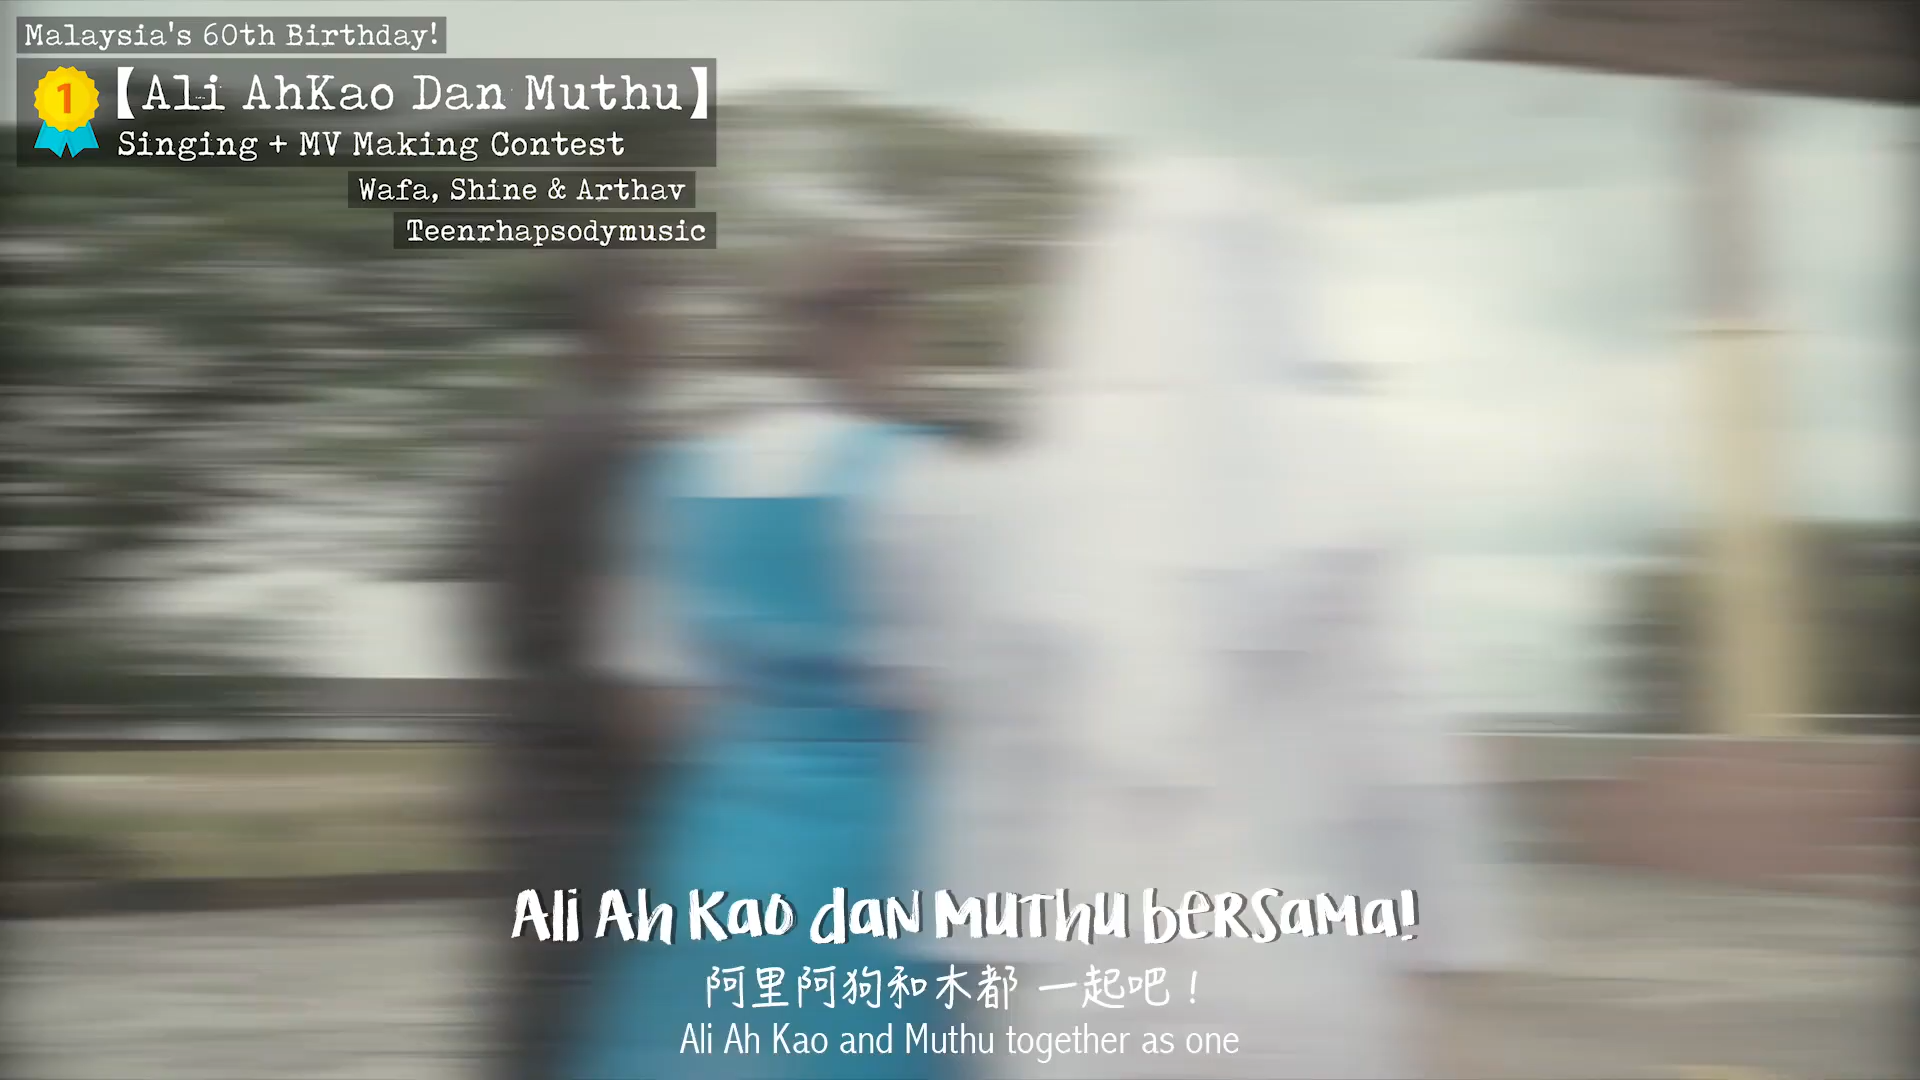 Malaysia's 60th Birthday!
1
【Ali AhKao Dan Muthu】
Singing + MV Making Contest
Wafa, Shine & Arthav
Teenrhapsodymusic
Ali Ah Kao dan Muthu bersama!
阿里阿狗和木都 一起吧！
Ali Ah Kao and Muthu together as one